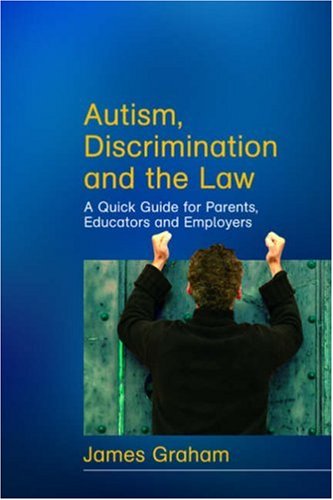 Autism,
Discrimination
and the Law
A Quick Guide for Parents,
Educators and Employers
James Graham